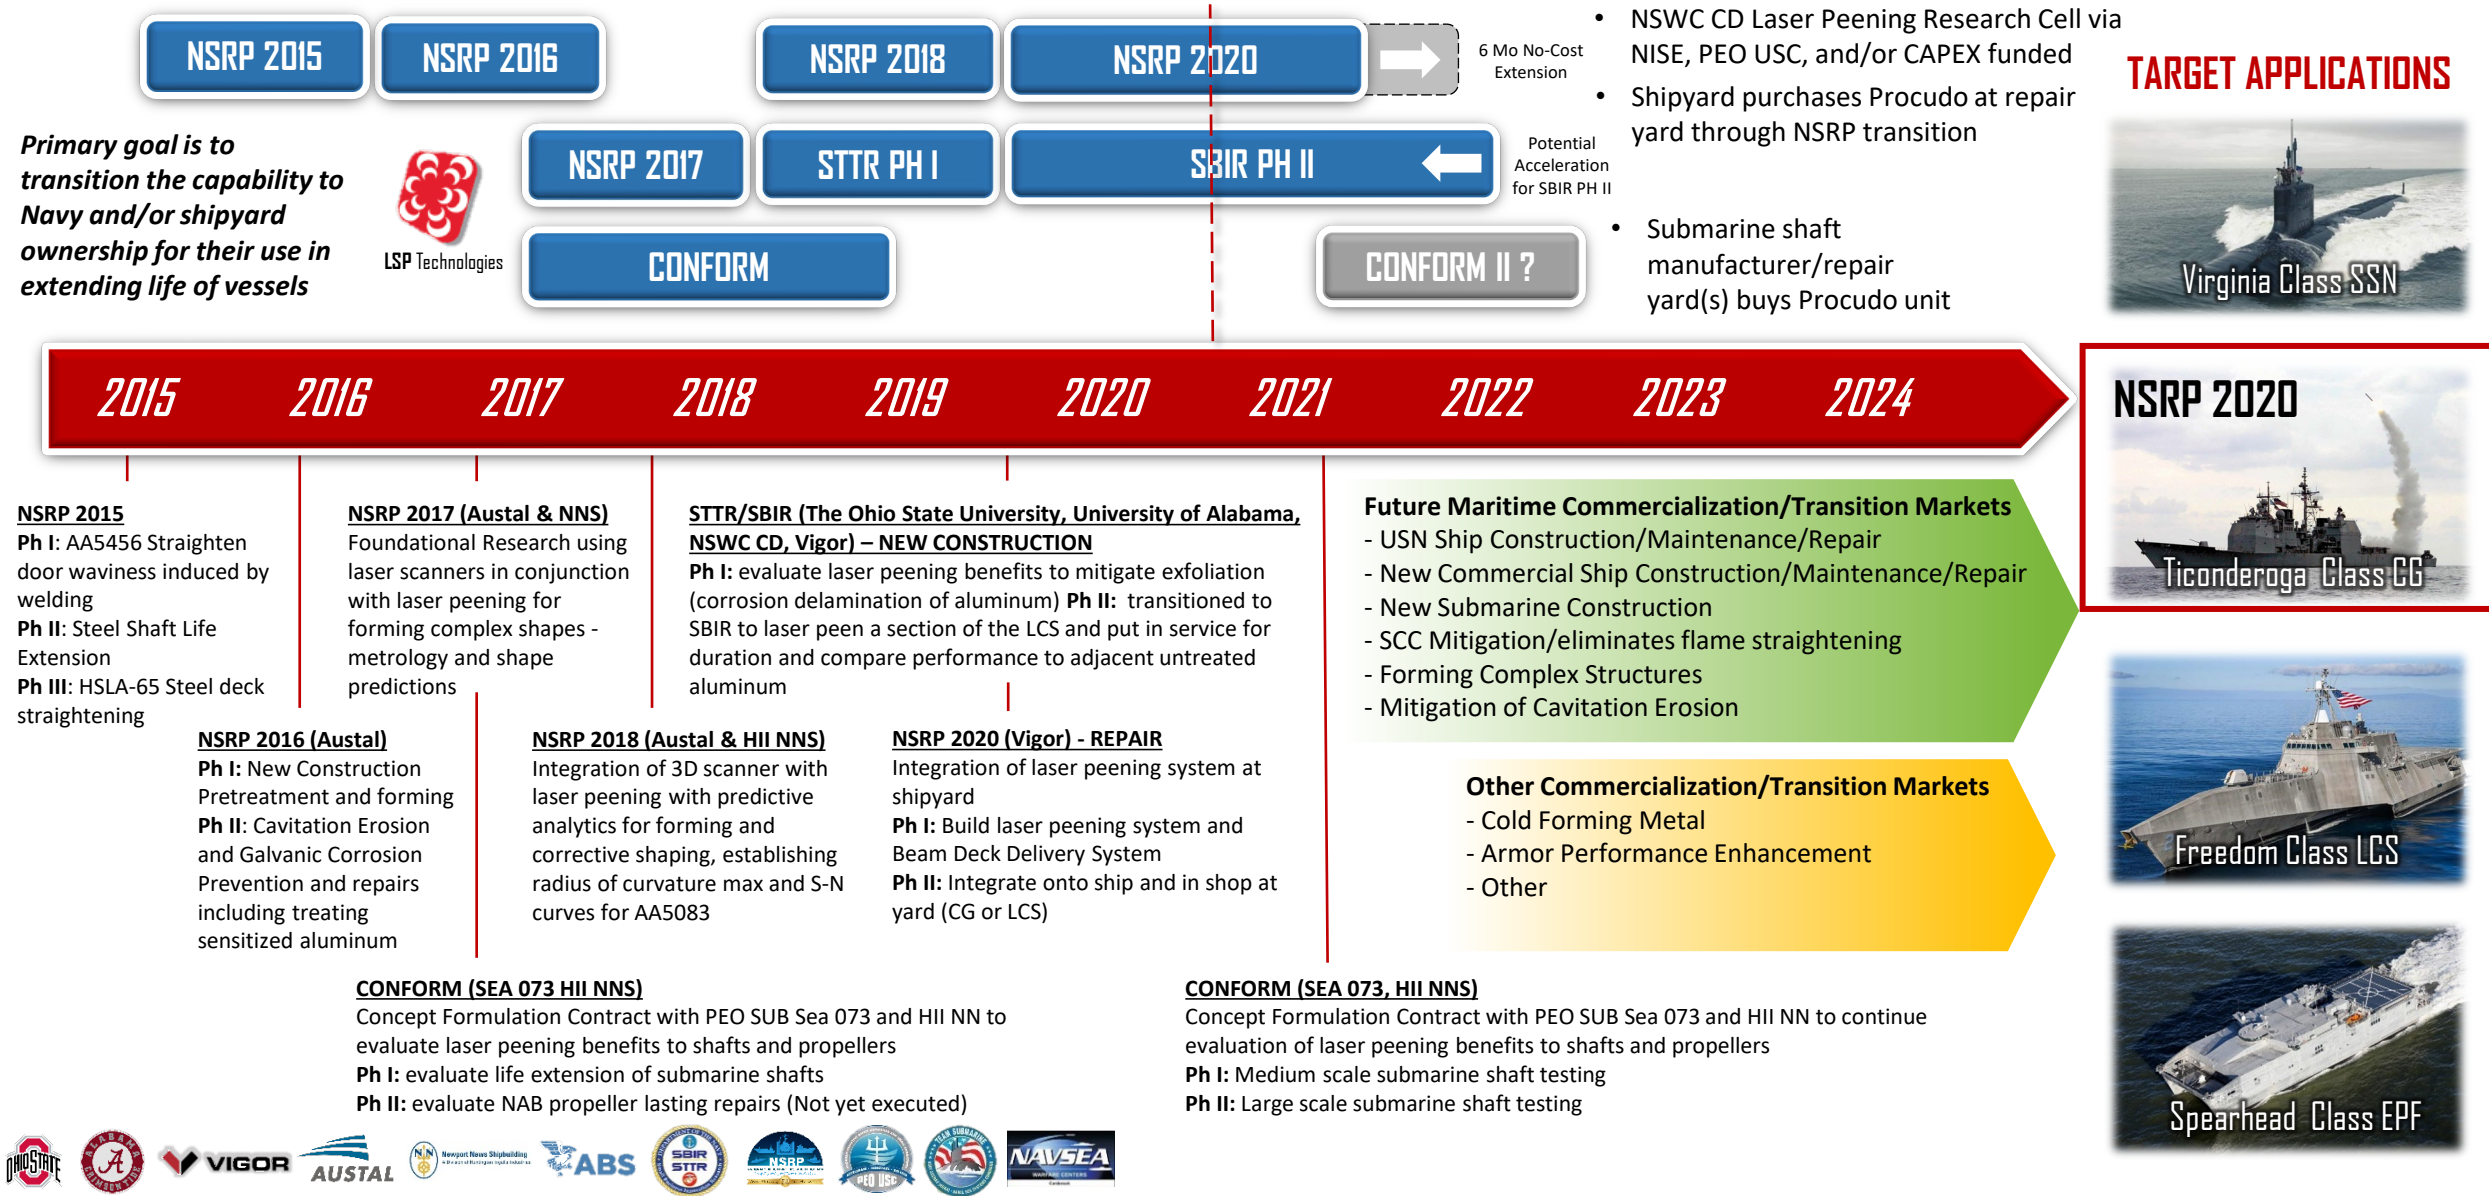 NSRP 2015
NSRP 2016
NSRP 2018
NSRP 2020
6 Mo No-Cost
Extension
NSRP 2017
STTR PH I
SBIR PH II
Potential
Acceleration
for SBIR PH II
CONFORM
CONFORM II ?
Primary goal is to
transition the capability to
Navy and/or shipyard
ownership for their use in
extending life of vessels
LSP Technologies
• NSWC CD Laser Peening Research Cell via
NISE, PEO USC, and/or CAPEX funded
• Shipyard purchases Procudo at repair
yard through NSRP transition
• Submarine shaft
manufacturer/repair
yard(s) buys Procudo unit
TARGET APPLICATIONS
Virginia Class SSN
2015 2016 2017 2018 2019 2020 2021 2022 2023 2024
NSRP 2020
Ticonderoga Class CG
Freedom Class LCS
Spearhead Class EPF
NSRP 2015
Ph I: AA5456 Straighten
door waviness induced by
welding
Ph II: Steel Shaft Life
Extension
Ph III: HSLA-65 Steel deck
straightening
NSRP 2016 (Austal)
Ph I: New Construction
Pretreatment and forming
Ph II: Cavitation Erosion
and Galvanic Corrosion
Prevention and repairs
including treating
sensitized aluminum
NSRP 2017 (Austal & NNS)
Foundational Research using
laser scanners in conjunction
with laser peening for
forming complex shapes -
metrology and shape
predictions
CONFORM (SEA 073 HII NNS)
Concept Formulation Contract with PEO SUB Sea 073 and HII NN to
evaluate laser peening benefits to shafts and propellers
Ph I: evaluate life extension of submarine shafts
Ph II: evaluate NAB propeller lasting repairs (Not yet executed)
NSRP 2018 (Austal & HII NNS)
Integration of 3D scanner with
laser peening with predictive
analytics for forming and
corrective shaping, establishing
radius of curvature max and S-N
curves for AA5083
STTR/SBIR (The Ohio State University, University of Alabama,
NSWC CD, Vigor) – NEW CONSTRUCTION
Ph I: evaluate laser peening benefits to mitigate exfoliation
(corrosion delamination of aluminum) Ph II: transitioned to
SBIR to laser peen a section of the LCS and put in service for
duration and compare performance to adjacent untreated
aluminum
NSRP 2020 (Vigor) - REPAIR
Integration of laser peening system at
shipyard
Ph I: Build laser peening system and
Beam Deck Delivery System
Ph II: Integrate onto ship and in shop at
yard (CG or LCS)
CONFORM (SEA 073, HII NNS)
Concept Formulation Contract with PEO SUB Sea 073 and HII NN to continue
evaluation of laser peening benefits to shafts and propellers
Ph I: Medium scale submarine shaft testing
Ph II: Large scale submarine shaft testing
Future Maritime Commercialization/Transition Markets
- USN Ship Construction/Maintenance/Repair
- New Commercial Ship Construction/Maintenance/Repair
- New Submarine Construction
- SCC Mitigation/eliminates flame straightening
- Forming Complex Structures
- Mitigation of Cavitation Erosion
Other Commercialization/Transition Markets
- Cold Forming Metal
- Armor Performance Enhancement
- Other
OHIO STATE
ALABAMA
A
CRIMSON TIDE
VIGOR
AUSTAL
NN
Newport News Shipbuilding
ABS
SBIR
STTR
NSRP
PEO USC
TEAM SUBMARINE
NAVSEA
WARFARE CENTERS